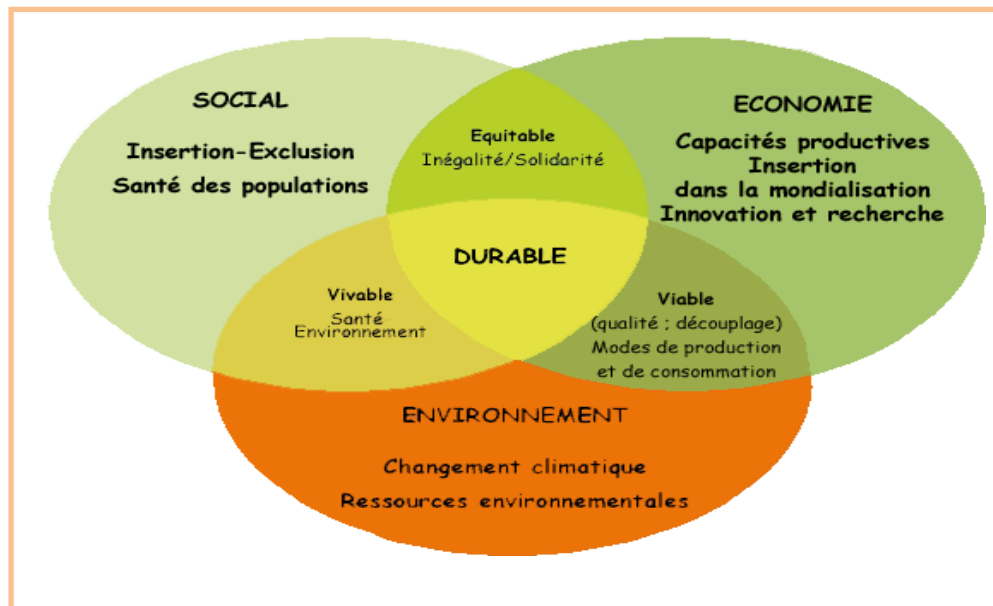 SOCIAL
Insertion-Exclusion
Santé des populations
Equitable
Inégalité/Solidarité
ECONOMIE
Capacités productives
Insertion
dans la mondialisation
Innovation et recherche
DURABLE
Vivable
Santé
Environnement
Viable
(qualité ; découplage)
Modes de production
et de consommation
ENVIRONNEMENT
Changement climatique
Ressources environnementales